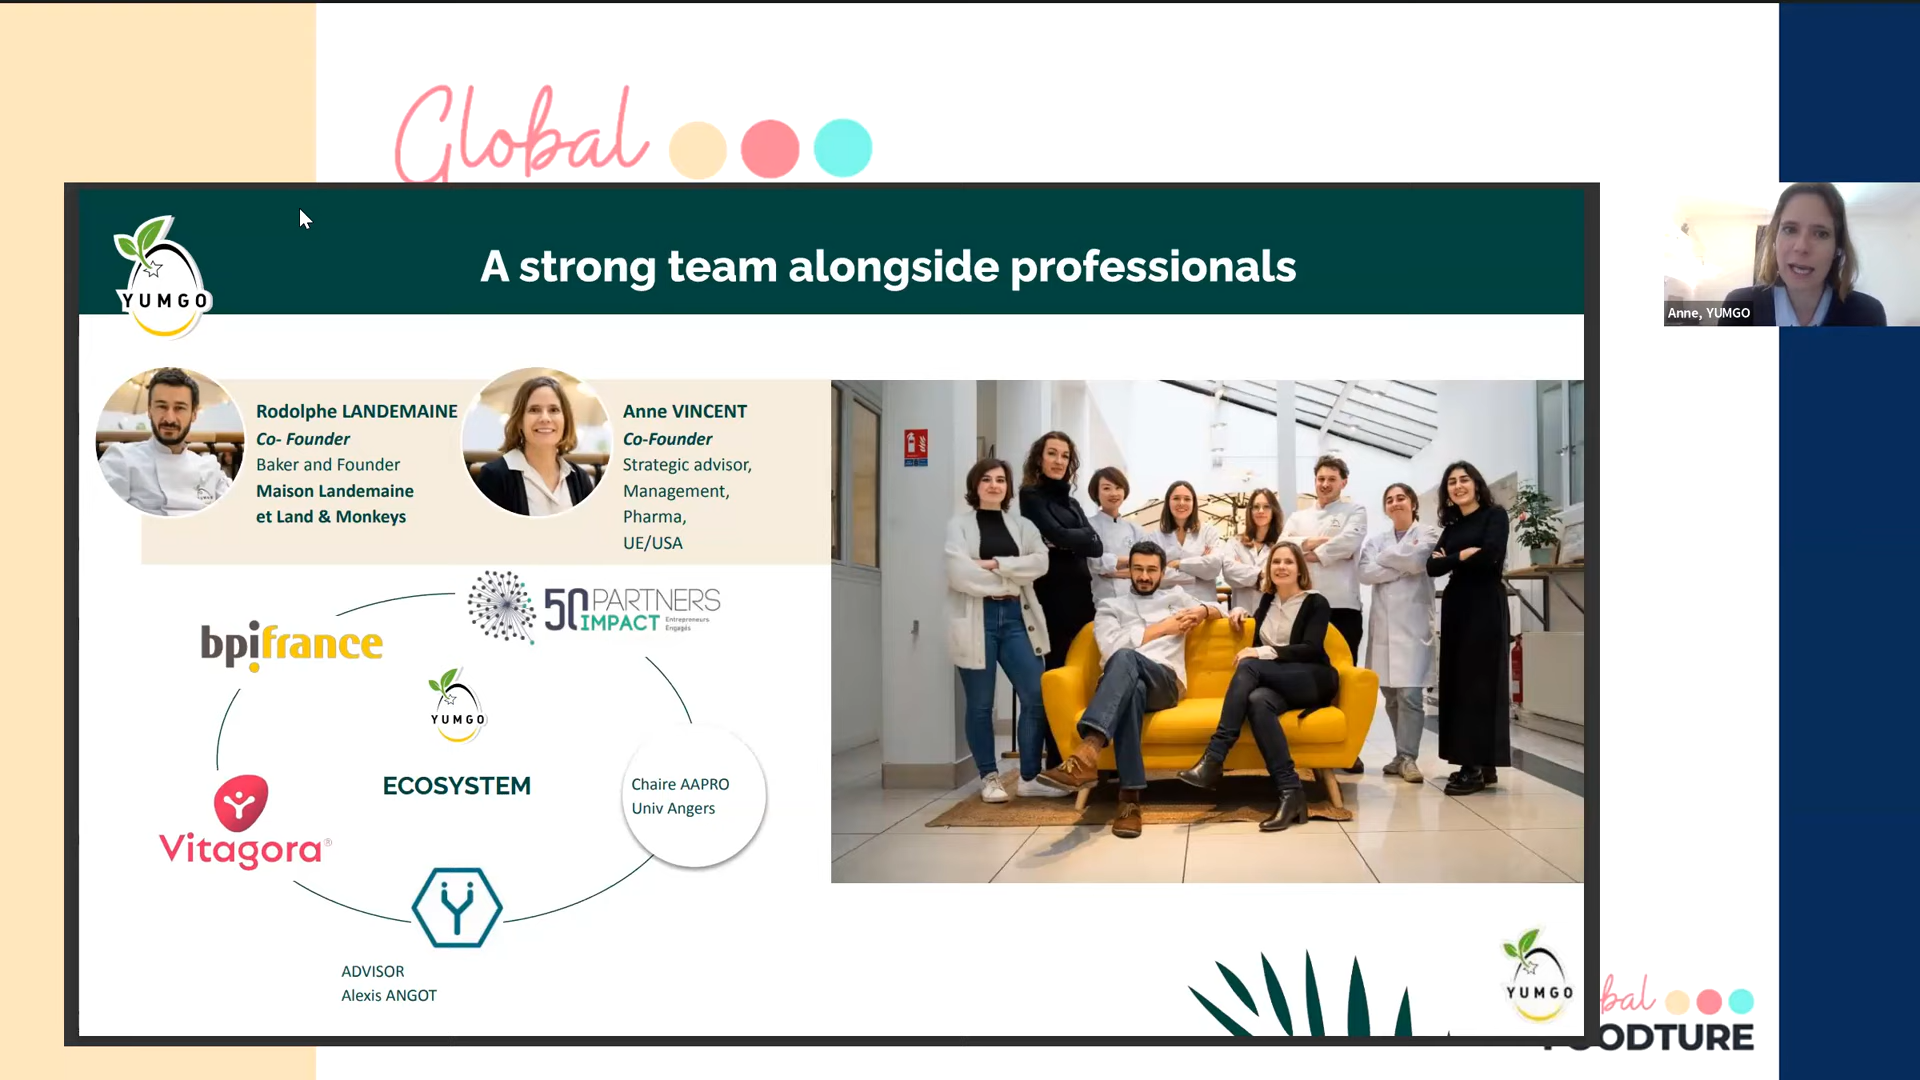 Global
YUMGO
A strong team alongside professionals
Anne, YUMGO
Rodolphe LANDEMAINE
Co- Founder
Baker and Founder
Maison Landemaine
et Land & Monkeys
Anne VINCENT
Co-Founder
Strategic advisor,
Management,
Pharma,
UE/USA
bpifrance
50 PARTNERS
IMPACT
Entrepreneurs
Engagés
YUMGO
ECOSYSTEM
Chaire AAPRO
Univ Angers
Vitagora®
ADVISOR
Alexis ANGOT
YUMGO
bal
OODTURE